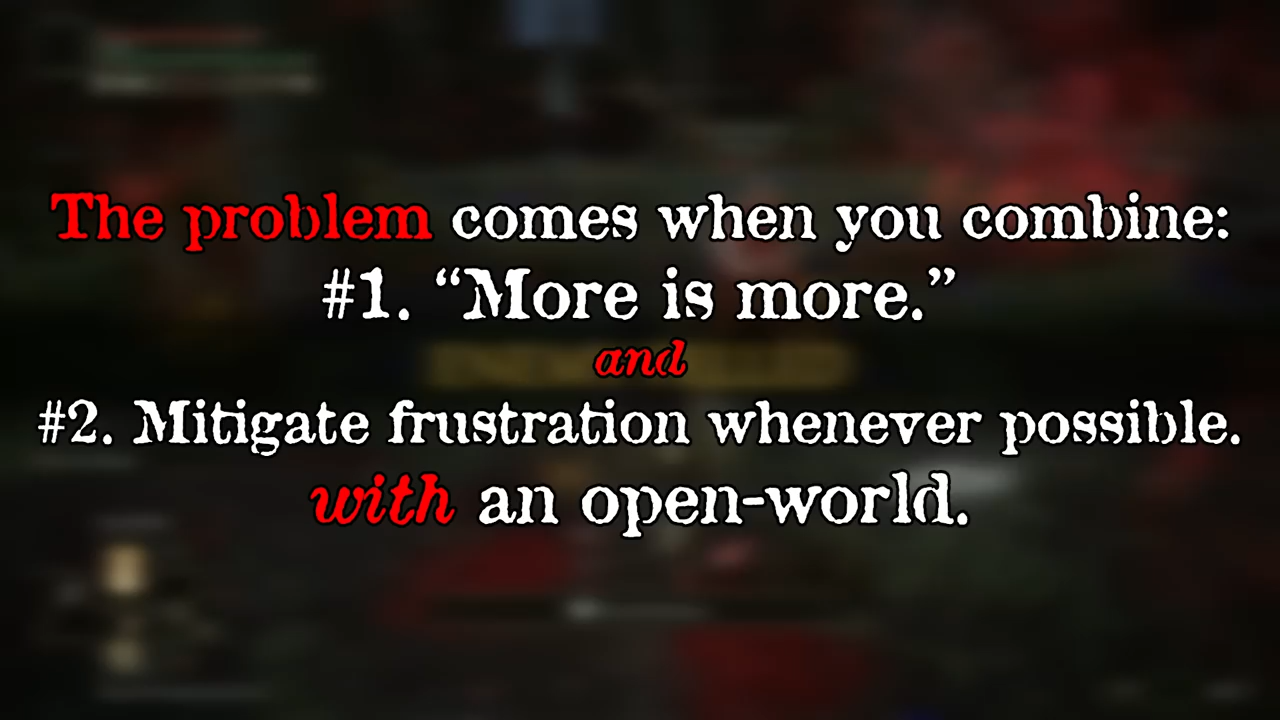 The problem comes when you combine:
#1. “More is more.”
and
#2. Mitigate frustration whenever possible.
with an open-world.